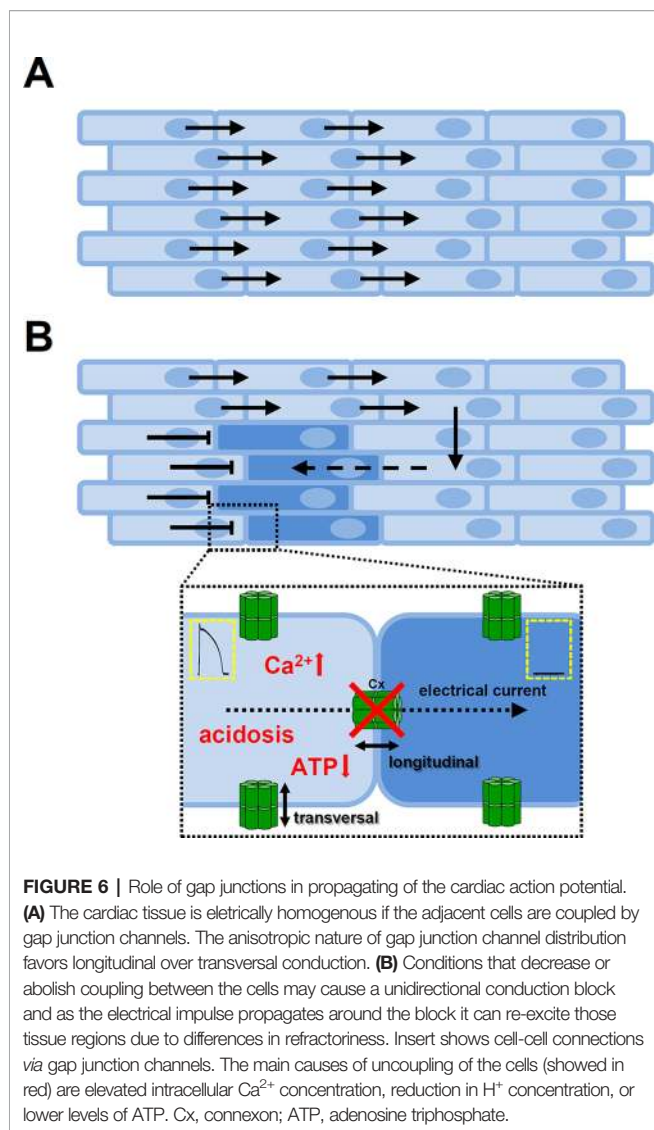 A
B
Ca²⁺↑
Cx
electrical current
acidosis
ATP↓
longitudinal
transversal
FIGURE 6 | Role of gap junctions in propagating of the cardiac action potential.
(A) The cardiac tissue is eletrically homogenous if the adjacent cells are coupled by
gap junction channels. The anisotropic nature of gap junction channel distribution
favors longitudinal over transversal conduction. (B) Conditions that decrease or
abolish coupling between the cells may cause a unidirectional conduction block
and as the electrical impulse propagates around the block it can re-excite those
tissue regions due to differences in refractoriness. Insert shows cell-cell connections
via gap junction channels. The main causes of uncoupling of the cells (showed in
red) are elevated intracellular Ca²⁺ concentration, reduction in H⁺ concentration, or
lower levels of ATP. Cx, connexon; ATP, adenosine triphosphate.